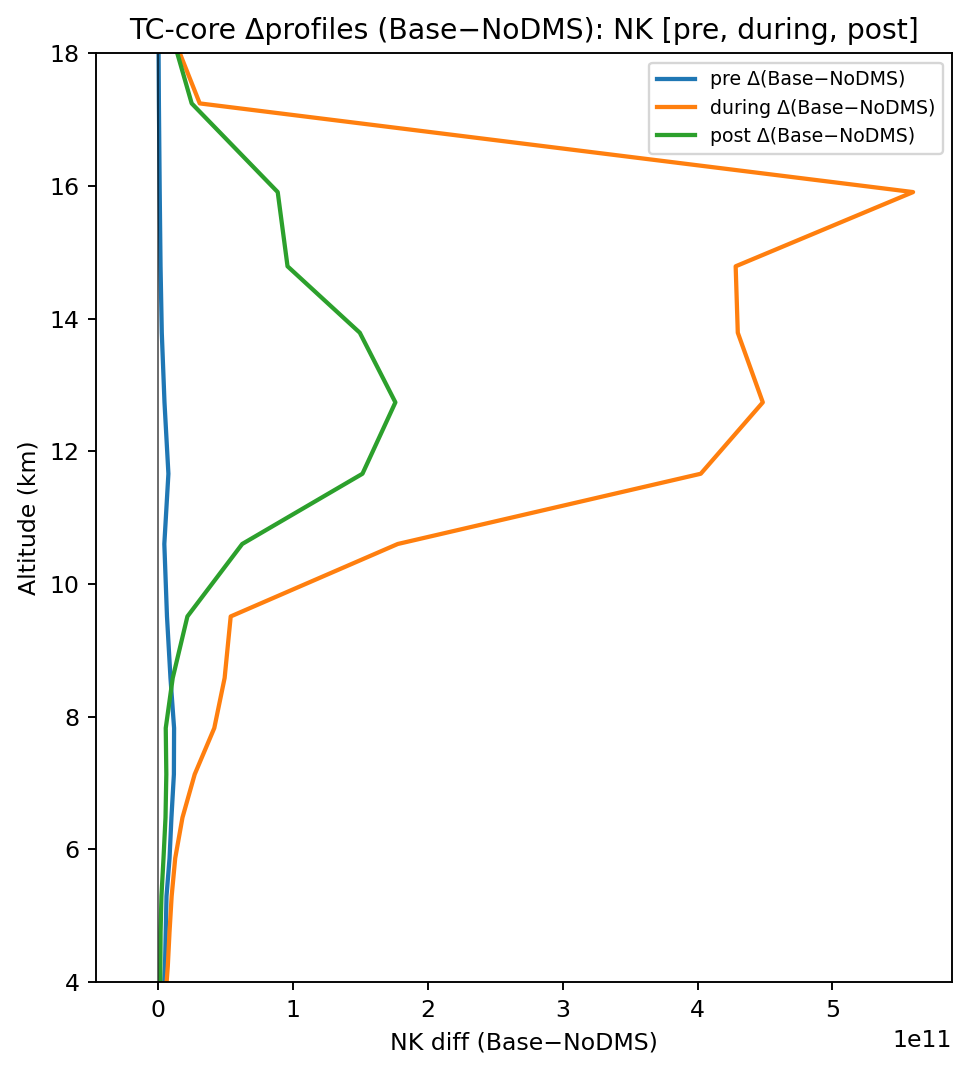 TC-core Δprofiles (Base−NoDMS): NK [pre, during, post]
pre Δ(Base−NoDMS)
during Δ(Base−NoDMS)
post Δ(Base−NoDMS)
18
16
14
12
10
8
6
4
Altitude (km)
0 1 2 3 4 5
1e11
NK diff (Base−NoDMS)